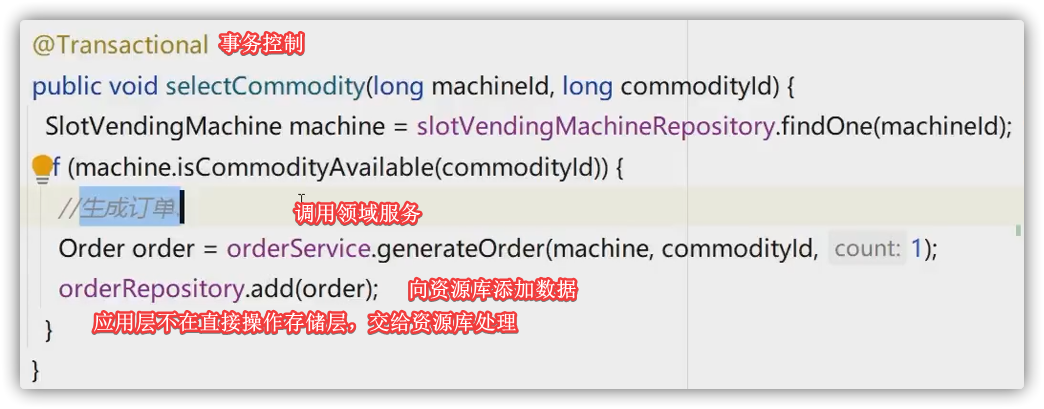 @Transactional 事务控制
public void selectCommodity(long machineId, long commodityId) {
SlotVendingMachine machine = slotVendingMachineRepository.findOne(machineId);
f (machine.isCommodityAvailable(commodityId)) {
//生成订单、
调用领域服务
Order order = orderService.generateOrder(machine, commodityId, count: 1);
orderRepository.add(order); 向资源库添加数据
应用层不在直接操作存储层，交给资源库处理
}
}